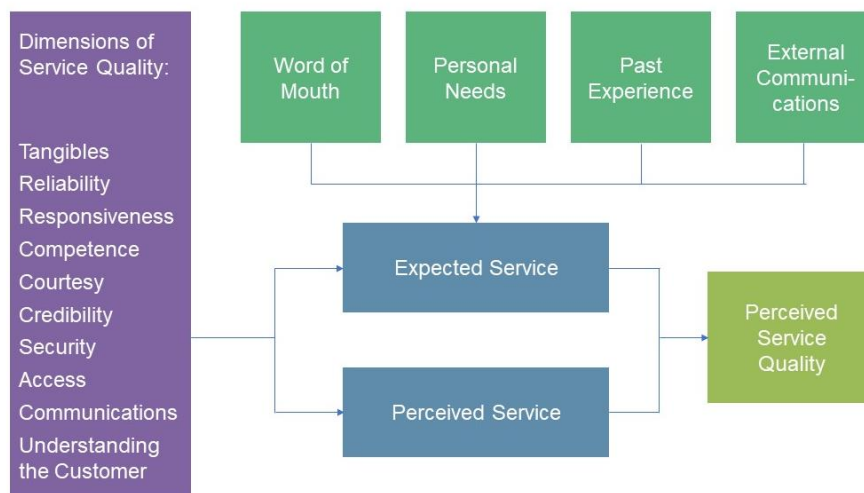 Dimensions of
Service Quality:
Tangibles
Reliability
Responsiveness
Competence
Courtesy
Credibility
Security
Access
Communications
Understanding
the Customer
Word of
Mouth
Personal
Needs
Past
Experience
External
Communi-
cations
Expected Service
Perceived Service
Perceived
Service
Quality